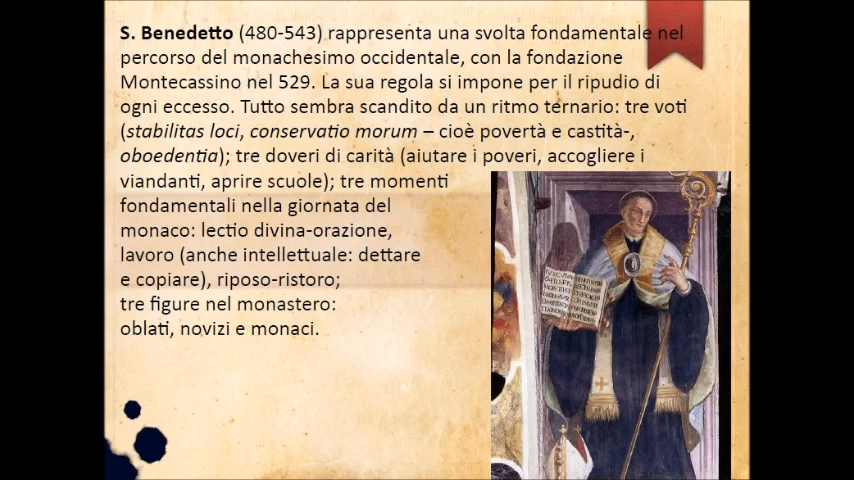 S. Benedetto (480-543) rappresenta una svolta fondamentale nel
percorso del monachesimo occidentale, con la fondazione
Montecassino nel 529. La sua regola si impone per il ripudio di
ogni eccesso. Tutto sembra scandito da un ritmo ternario: tre voti
(stabilitas loci, conservatio morum – cioè povertà e castità-,
oboedentia); tre doveri di carità (aiutare i poveri, accogliere i
viandanti, aprire scuole); tre momenti
fondamentali nella giornata del
monaco: lectio divina-orazione,
lavoro (anche intellettuale: dettare
e copiare), riposo-ristoro;
tre figure nel monastero:
oblati, novizi e monaci.